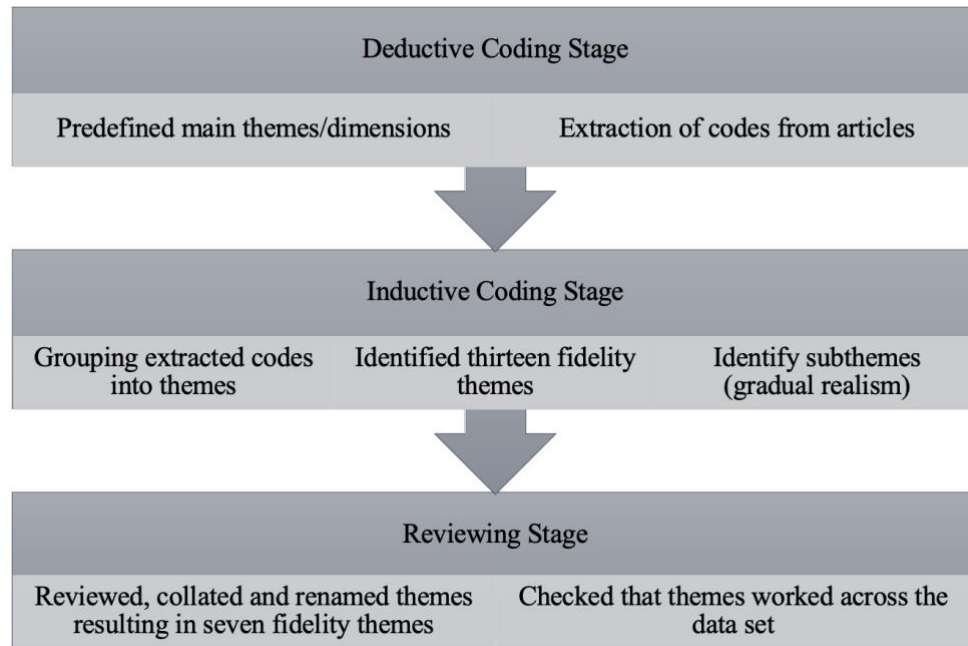 Deductive Coding Stage
Predefined main themes/dimensions
Extraction of codes from articles
Inductive Coding Stage
Grouping extracted codes
into themes
Identified thirteen fidelity
themes
Identify subthemes
(gradual realism)
Reviewing Stage
Reviewed, collated and renamed themes
resulting in seven fidelity themes
Checked that themes worked across the
data set